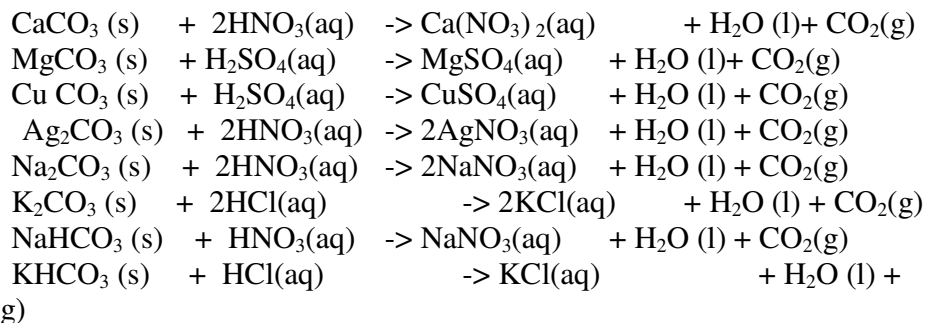 CaCO₃ (s) + 2HNO₃(aq) -> Ca(NO₃) ₂(aq) + H₂O (l)+ CO₂(g)
MgCO₃ (s) + H₂SO₄(aq) -> MgSO₄(aq) + H₂O (l)+ CO₂(g)
Cu CO₃ (s) + H₂SO₄(aq) -> CuSO₄(aq) + H₂O (l) + CO₂(g)
Ag₂CO₃ (s) + 2HNO₃(aq) -> 2AgNO₃(aq) + H₂O (l) + CO₂(g)
Na₂CO₃ (s) + 2HNO₃(aq) -> 2NaNO₃(aq) + H₂O (l) + CO₂(g)
K₂CO₃ (s) + 2HCl(aq) -> 2KCl(aq) + H₂O (l) + CO₂(g)
NaHCO₃ (s) + HNO₃(aq) -> NaNO₃(aq) + H₂O (l) + CO₂(g)
KHCO₃ (s) + HCl(aq) -> KCl(aq) + H₂O (l) +
g)